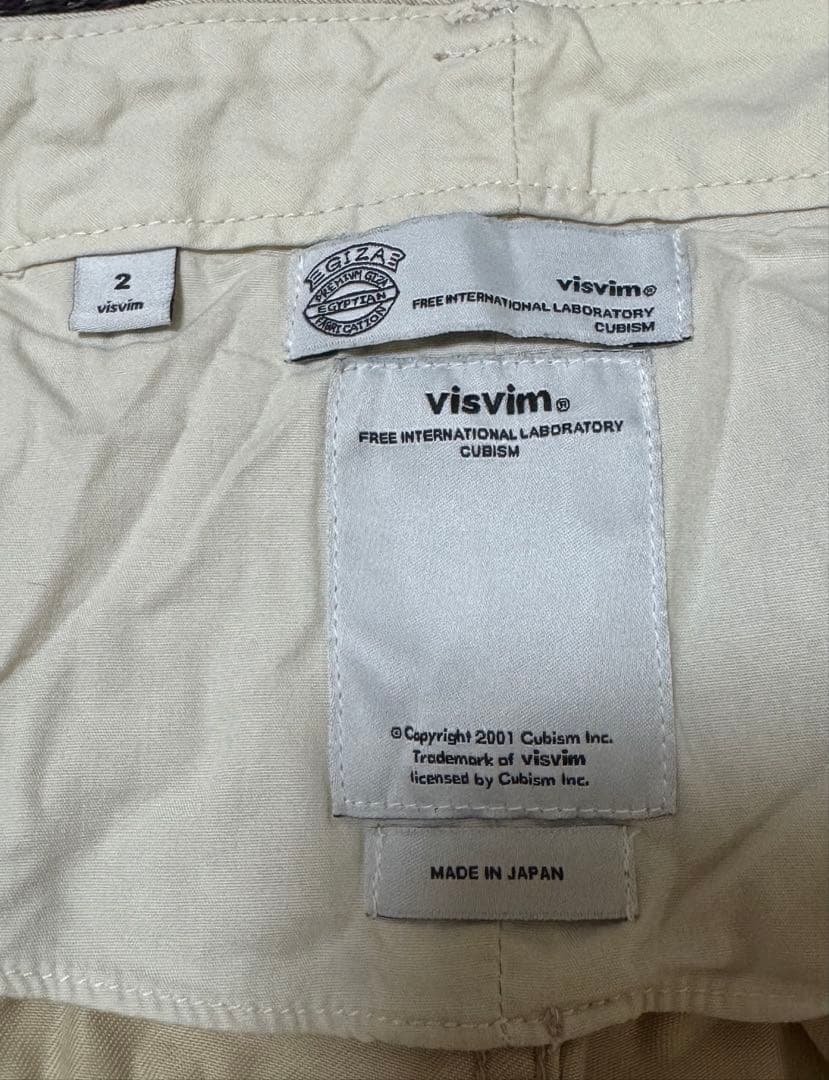 2
visvim
GIZA
PREMIUM GIZA
EGYPTIAN
FABRICATION
visvim®
FREE INTERNATIONAL LABORATORY
CUBISM
visvim®
FREE INTERNATIONAL LABORATORY
CUBISM
©Copyright 2001 Cubism Inc.
Trademark of visvim
licensed by Cubism Inc.
MADE IN JAPAN